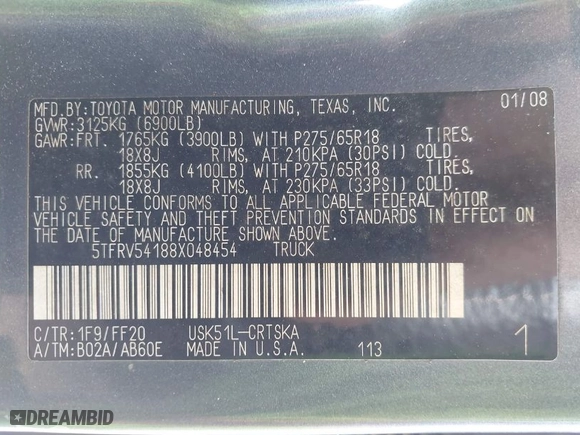 MFD.BY:TOYOTA MOTOR MANUFACTURING, TEXAS, INC. 01/08
GVWR:3125KG (6900LB)
GAWR:FRT. 1765KG (3900LB) WITH P275/65R18 TIRES,
18X8J RIMS, AT 210KPA (30PSI) COLD.
RR. 1855KG (4100LB) WITH P275/65R18 TIRES,
18X8J RIMS, AT 230KPA (33PSI) COLD.
THIS VEHICLE CONFORMS TO ALL APPLICABLE FEDERAL MOTOR
VEHICLE SAFETY AND THEFT PREVENTION STANDARDS IN EFFECT ON
THE DATE OF MANUFACTURE SHOWN ABOVE.
5TFRV54188X048454 TRUCK
C/TR:1F9/FF20 USK51L-CRTSKA
A/TM:B02A/AB60E MADE IN U.S.A. 113 1
DREAMBID